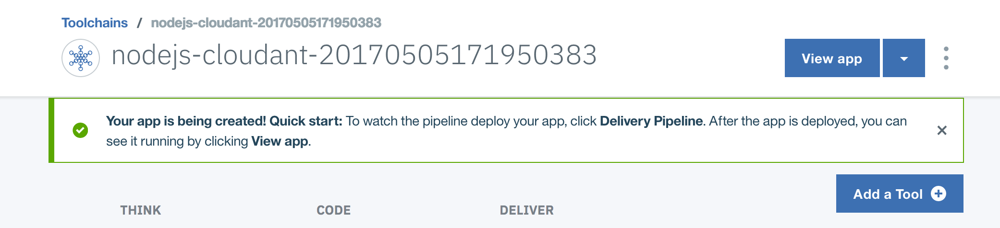 Toolchains / nodejs-cloudant-20170505171950383
nodejs-cloudant-20170505171950383
View app
Your app is being created! Quick start: To watch the pipeline deploy your app, click Delivery Pipeline. After the app is deployed, you can
see it running by clicking View app.
Add a Tool
THINK
CODE
DELIVER